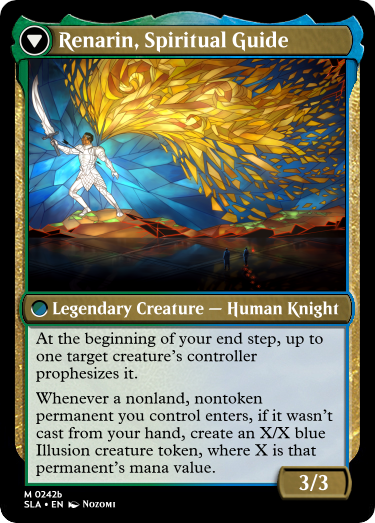 Renarin, Spiritual Guide
Legendary Creature — Human Knight
At the beginning of your end step, up to
one target creature's controller
prophesizes it.
Whenever a nonland, nontoken
permanent you control enters, if it wasn't
cast from your hand, create an X/X blue
Illusion creature token, where X is that
permanent's mana value.
3/3
M 0242b
SLA • EN Nozomi